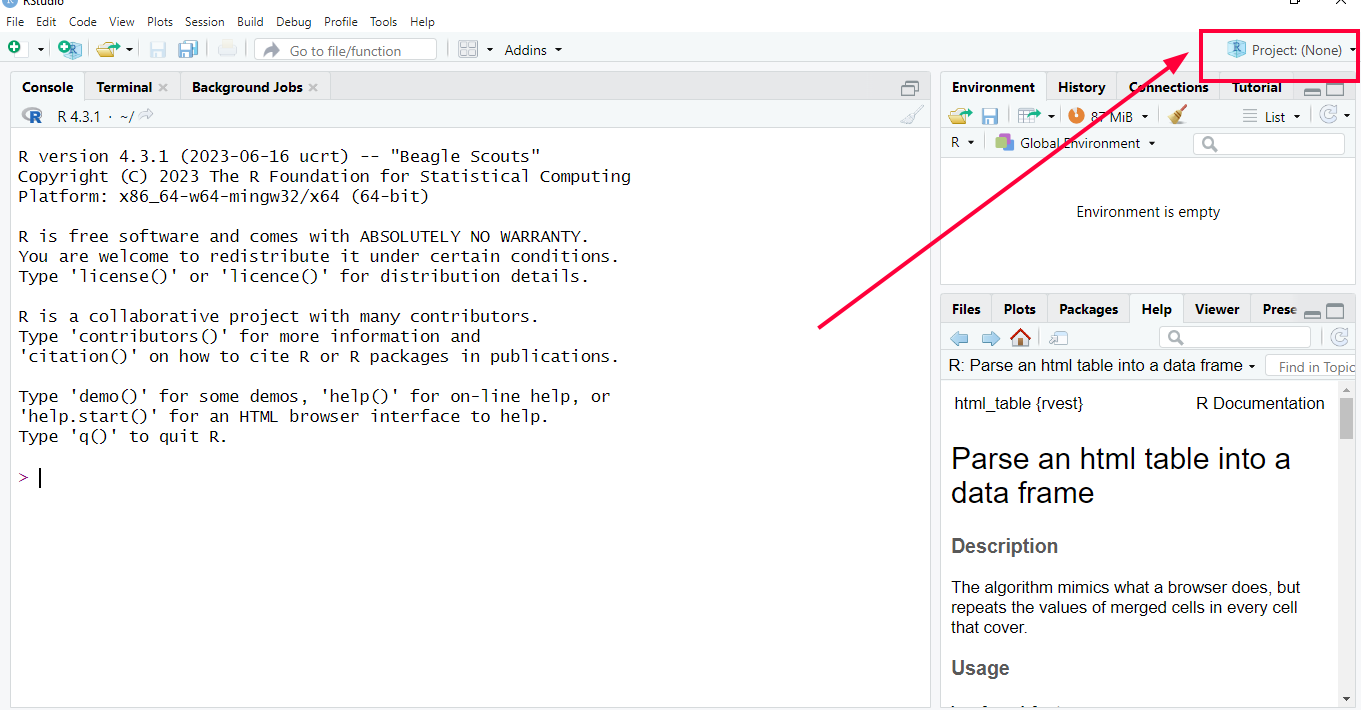 RStudio
File Edit Code View Plots Session Build Debug Profile Tools Help
Go to file/function
Addins
Project: (None)
Console
Terminal
Background Jobs
R 4.3.1 · ~/
R version 4.3.1 (2023-06-16 ucrt) -- "Beagle Scouts"
Copyright (C) 2023 The R Foundation for Statistical Computing
Platform: x86_64-w64-mingw32/x64 (64-bit)
R is free software and comes with ABSOLUTELY NO WARRANTY.
You are welcome to redistribute it under certain conditions.
Type 'license()' or 'licence()' for distribution details.
R is a collaborative project with many contributors.
Type 'contributors()' for more information and
'citation()' on how to cite R or R packages in publications.
Type 'demo()' for some demos, 'help()' for on-line help, or
'help.start()' for an HTML browser interface to help.
Type 'q()' to quit R.
>
Environment History Connections Tutorial
87 MiB
List
R
Global Environment
Environment is empty
Files Plots Packages Help Viewer Prese
R: Parse an html table into a data frame
Find in Topic
html_table {rvest}
R Documentation
Parse an html table into a
data frame
Description
The algorithm mimics what a browser does, but
repeats the values of merged cells in every cell
that cover.
Usage